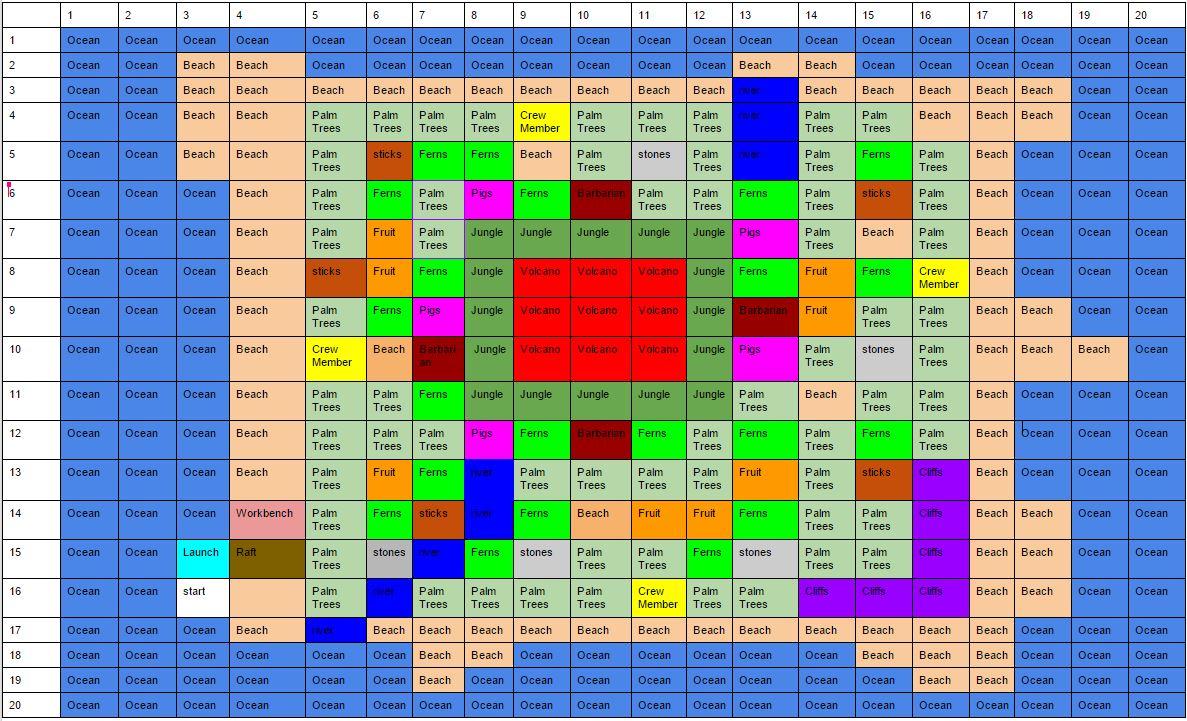 1 2 3 4 5 6 7 8 9 10 11 12 13 14 15 16 17 18 19 20
1 Ocean Ocean Ocean Ocean Ocean Ocean Ocean Ocean Ocean Ocean Ocean Ocean Ocean Ocean Ocean Ocean Ocean Ocean Ocean Ocean
2 Ocean Ocean Beach Beach Ocean Ocean Ocean Ocean Ocean Ocean Ocean Ocean Beach Beach Ocean Ocean Ocean Ocean Ocean Ocean
3 Ocean Ocean Beach Beach Beach Beach Beach Beach Beach Beach Beach Beach river Beach Beach Beach Beach Beach Ocean Ocean
4 Ocean Ocean Beach Beach Palm Trees Palm Trees Palm Trees Palm Trees Crew Member Palm Trees Palm Trees Palm Trees river Palm Trees Palm Trees Beach Beach Beach Ocean Ocean
5 Ocean Ocean Beach Beach Palm Trees sticks Ferns Ferns Beach Palm Trees stones Palm Trees river Palm Trees Ferns Palm Trees Beach Ocean Ocean Ocean
6 Ocean Ocean Ocean Beach Palm Trees Ferns Palm Trees Pigs Ferns Barbarian Palm Trees Palm Trees Ferns Palm Trees sticks Palm Trees Beach Ocean Ocean Ocean
7 Ocean Ocean Ocean Beach Palm Trees Fruit Palm Trees Jungle Jungle Jungle Jungle Jungle Pigs Palm Trees Beach Palm Trees Beach Ocean Ocean Ocean
8 Ocean Ocean Ocean Beach sticks Fruit Ferns Jungle Volcano Volcano Volcano Jungle Ferns Fruit Ferns Crew Member Beach Ocean Ocean Ocean
9 Ocean Ocean Ocean Beach Palm Trees Ferns Pigs Jungle Volcano Volcano Volcano Jungle Barbarian Fruit Palm Trees Palm Trees Beach Beach Ocean Ocean
10 Ocean Ocean Ocean Beach Crew Member Beach Barbarian Jungle Volcano Volcano Volcano Jungle Pigs Palm Trees stones Palm Trees Beach Beach Beach Ocean
11 Ocean Ocean Ocean Beach Palm Trees Palm Trees Ferns Jungle Jungle Jungle Jungle Jungle Palm Trees Beach Palm Trees Palm Trees Beach Ocean Ocean Ocean
12 Ocean Ocean Ocean Beach Palm Trees Palm Trees Palm Trees Pigs Ferns Barbarian Ferns Palm Trees Ferns Palm Trees Ferns Palm Trees Beach Ocean Ocean Ocean
13 Ocean Ocean Ocean Beach Palm Trees Fruit Ferns river Palm Trees Palm Trees Palm Trees Palm Trees Fruit Palm Trees sticks Cliffs Beach Ocean Ocean Ocean
14 Ocean Ocean Ocean Workbench Palm Trees Ferns sticks river Ferns Beach Fruit Fruit Ferns Palm Trees Palm Trees Cliffs Beach Beach Ocean Ocean
15 Ocean Ocean Launch Raft Palm Trees stones river Ferns stones Palm Trees Palm Trees Ferns stones Palm Trees Palm Trees Cliffs Beach Beach Ocean Ocean
16 Ocean Ocean start Palm Trees river Palm Trees Palm Trees Palm Trees Palm Trees Crew Member Palm Trees Palm Trees Cliffs Cliffs Cliffs Beach Beach Ocean Ocean
17 Ocean Ocean Ocean Beach river Beach Beach Beach Beach Beach Beach Beach Beach Beach Beach Beach Beach Ocean Ocean Ocean
18 Ocean Ocean Ocean Ocean Ocean Ocean Beach Beach Ocean Ocean Ocean Ocean Ocean Ocean Beach Beach Beach Ocean Ocean Ocean
19 Ocean Ocean Ocean Ocean Ocean Ocean Beach Ocean Ocean Ocean Ocean Ocean Ocean Ocean Ocean Beach Beach Ocean Ocean Ocean
20 Ocean Ocean Ocean Ocean Ocean Ocean Ocean Ocean Ocean Ocean Ocean Ocean Ocean Ocean Ocean Ocean Ocean Ocean Ocean Ocean